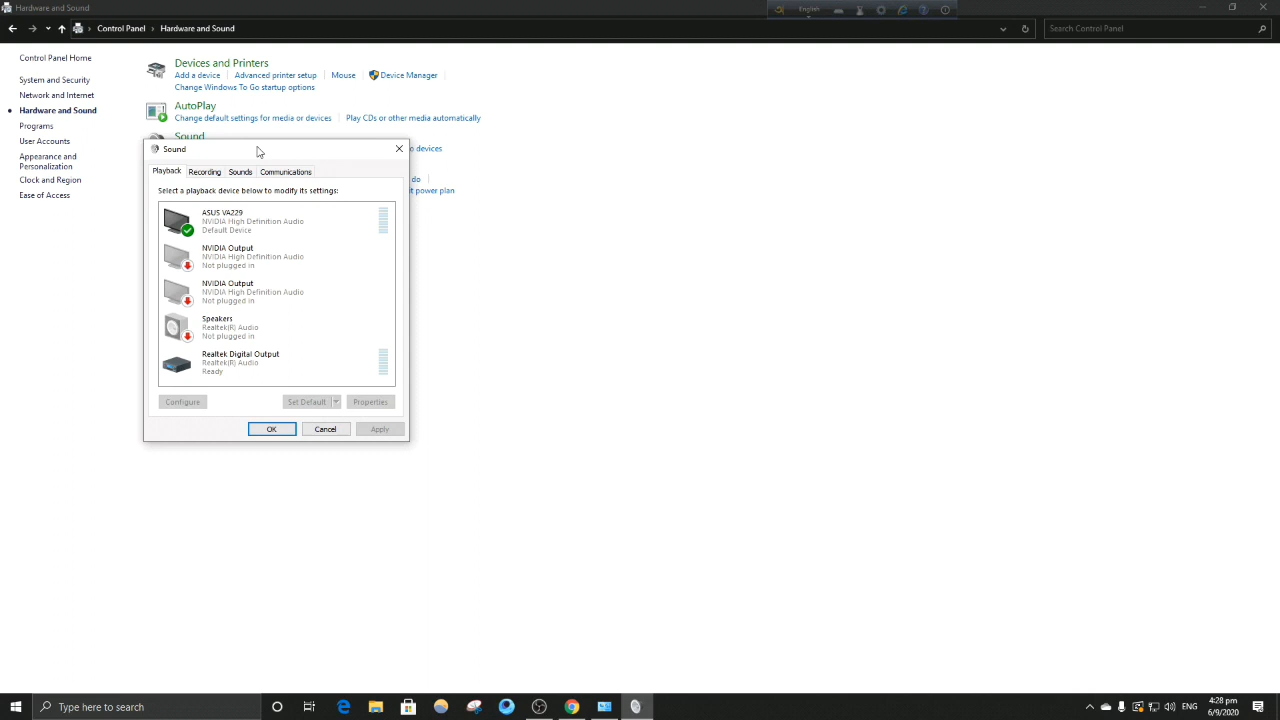 Hardware and Sound
English
Control Panel > Hardware and Sound
Search Control Panel
Control Panel Home
System and Security
Network and Internet
Hardware and Sound
Programs
User Accounts
Appearance and
Personalization
Clock and Region
Ease of Access
Devices and Printers
Add a device
Advanced printer setup
Mouse
Device Manager
Change Windows To Go startup options
AutoPlay
Change default settings for media or devices
Play CDs or other media automatically
Sound
o devices
do
it power plan
Sound
Playback
Recording
Sounds
Communications
Select a playback device below to modify its settings:
ASUS VA229
NVIDIA High Definition Audio
Default Device
NVIDIA Output
NVIDIA High Definition Audio
Not plugged in
NVIDIA Output
NVIDIA High Definition Audio
Not plugged in
Speakers
Realtek(R) Audio
Not plugged in
Realtek Digital Output
Realtek(R) Audio
Ready
Configure
Set Default
Properties
OK
Cancel
Apply
Type here to search
ENG
4:28 pm
6/9/2020